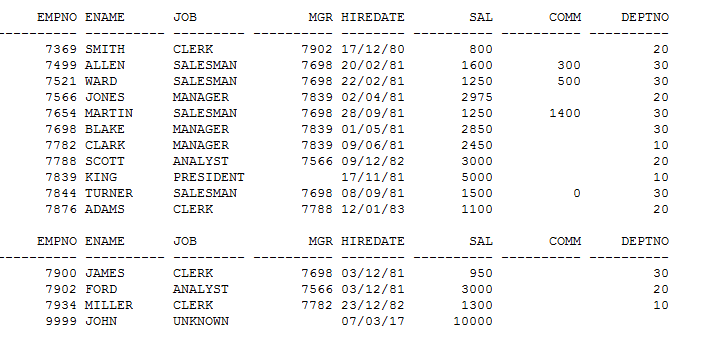 EMPNO ENAME JOB MGR HIREDATE SAL COMM DEPTNO
---------- ---------- --------- ---------- -------- ---------- ---------- ----------
7369 SMITH CLERK 7902 17/12/80 800 20
7499 ALLEN SALESMAN 7698 20/02/81 1600 300 30
7521 WARD SALESMAN 7698 22/02/81 1250 500 30
7566 JONES MANAGER 7839 02/04/81 2975 20
7654 MARTIN SALESMAN 7698 28/09/81 1250 1400 30
7698 BLAKE MANAGER 7839 01/05/81 2850 30
7782 CLARK MANAGER 7839 09/06/81 2450 10
7788 SCOTT ANALYST 7566 09/12/82 3000 20
7839 KING PRESIDENT 17/11/81 5000 10
7844 TURNER SALESMAN 7698 08/09/81 1500 0 30
7876 ADAMS CLERK 7788 12/01/83 1100 20
EMPNO ENAME JOB MGR HIREDATE SAL COMM DEPTNO
---------- ---------- --------- ---------- -------- ---------- ---------- ----------
7900 JAMES CLERK 7698 03/12/81 950 30
7902 FORD ANALYST 7566 03/12/81 3000 20
7934 MILLER CLERK 7782 23/12/82 1300 10
9999 JOHN UNKNOWN 07/03/17 10000